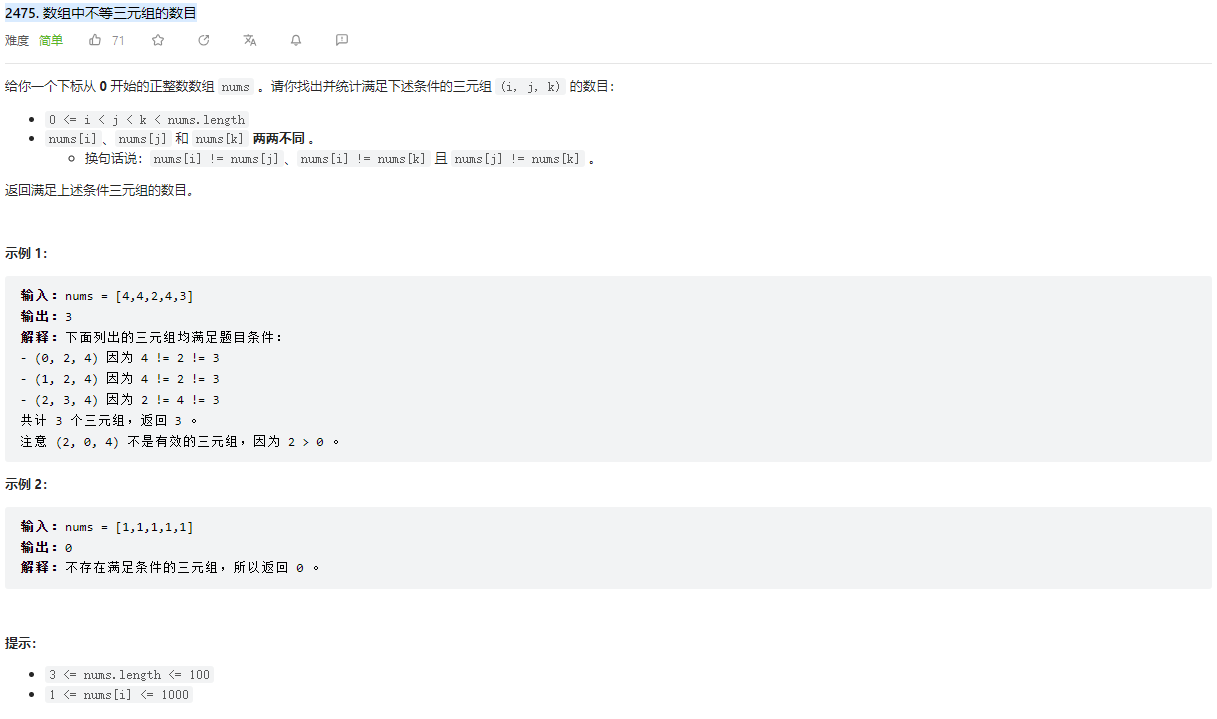 2475. 数组中不等三元组的数目
难度 简单 71
给你一个下标从 0 开始的正整数数组 nums 。请你找出并统计满足下述条件的三元组 (i, j, k) 的数目：
• 0 <= i < j < k < nums.length
• nums[i] 、nums[j] 和 nums[k] 两两不同 。
○ 换句话说：nums[i] != nums[j] 、nums[i] != nums[k] 且 nums[j] != nums[k] 。
返回满足上述条件三元组的数目。
示例 1：
输入：nums = [4,4,2,4,3]
输出：3
解释：下面列出的三元组均满足题目条件：
- (0, 2, 4) 因为 4 != 2 != 3
- (1, 2, 4) 因为 4 != 2 != 3
- (2, 3, 4) 因为 2 != 4 != 3
共计 3 个三元组，返回 3 。
注意 (2, 0, 4) 不是有效的三元组，因为 2 > 0 。
示例 2：
输入：nums = [1,1,1,1,1]
输出：0
解释：不存在满足条件的三元组，所以返回 0 。
提示：
• 3 <= nums.length <= 100
• 1 <= nums[i] <= 1000